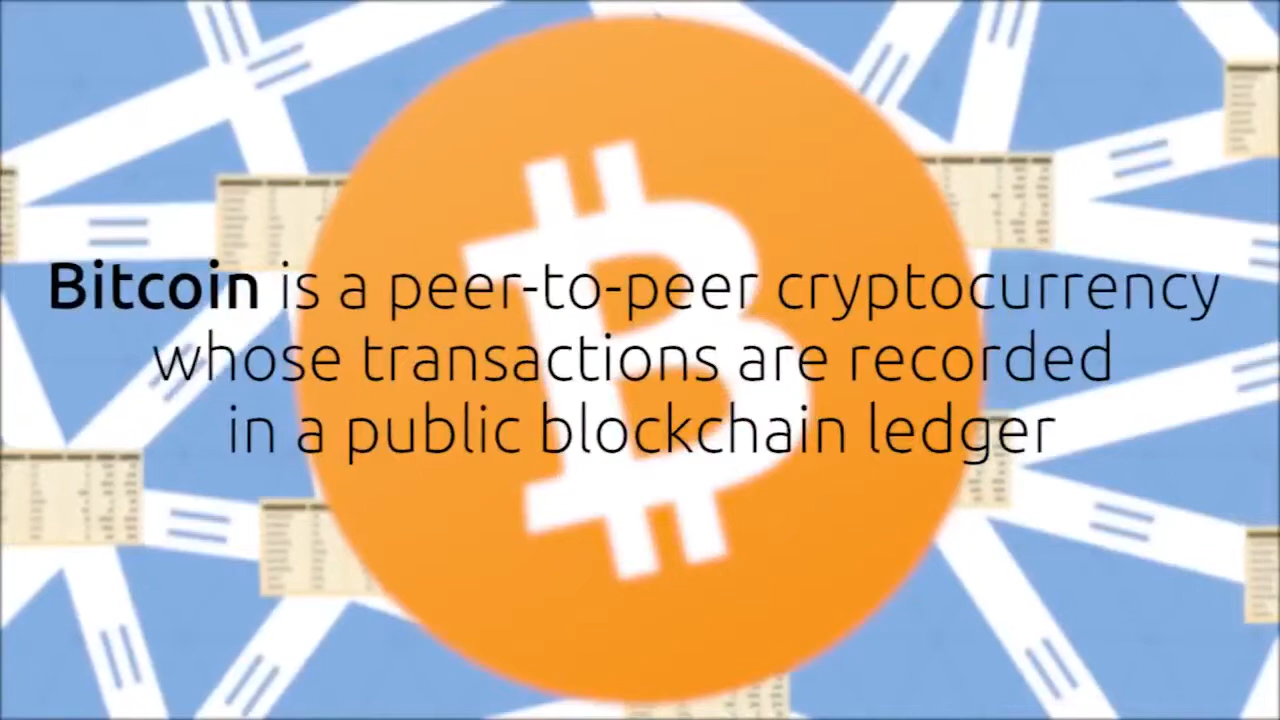 Bitcoin is a peer-to-peer cryptocurrency
whose transactions are recorded
in a public blockchain ledger